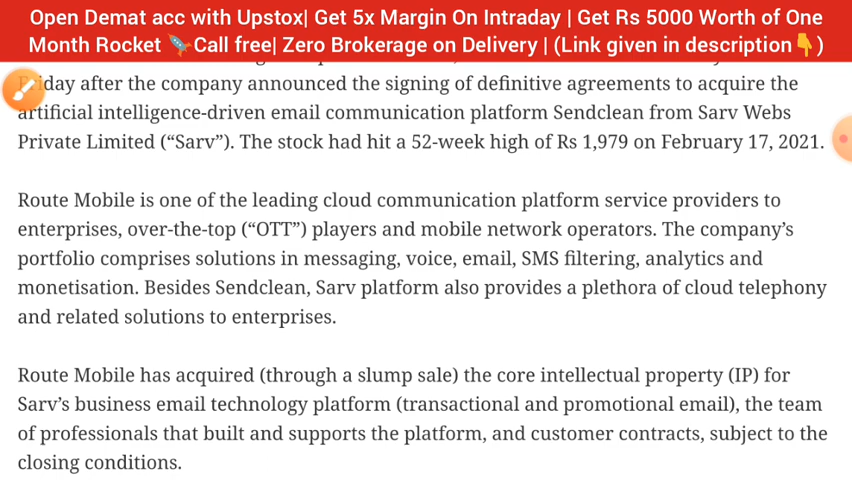 Open Demat acc with Upstox| Get 5x Margin On Intraday | Get Rs 5000 Worth of One
Month Rocket 🚀Call free| Zero Brokerage on Delivery | (Link given in description👇)
Friday after the company announced the signing of definitive agreements to acquire the
artificial intelligence-driven email communication platform Sendclean from Sarv Webs
Private Limited (“Sarv”). The stock had hit a 52-week high of Rs 1,979 on February 17, 2021.
Route Mobile is one of the leading cloud communication platform service providers to
enterprises, over-the-top (“OTT”) players and mobile network operators. The company’s
portfolio comprises solutions in messaging, voice, email, SMS filtering, analytics and
monetisation. Besides Sendclean, Sarv platform also provides a plethora of cloud telephony
and related solutions to enterprises.
Route Mobile has acquired (through a slump sale) the core intellectual property (IP) for
Sarv’s business email technology platform (transactional and promotional email), the team
of professionals that built and supports the platform, and customer contracts, subject to the
closing conditions.